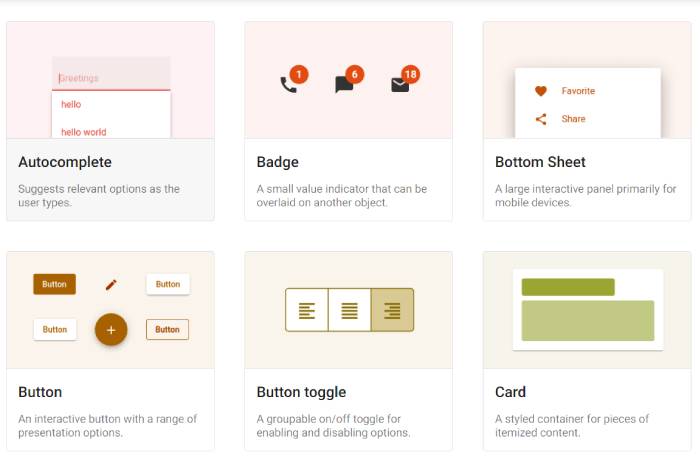 Greetings
hello
hello world
Autocomplete
Suggests relevant options as the
user types.
1
6
18
Badge
A small value indicator that can be
overlaid on another object.
Favorite
Share
Bottom Sheet
A large interactive panel primarily for
mobile devices.
Button
Button
Button
+
Button
Button
An interactive button with a range of
presentation options.
Button toggle
A groupable on/off toggle for
enabling and disabling options.
Card
A styled container for pieces of
itemized content.